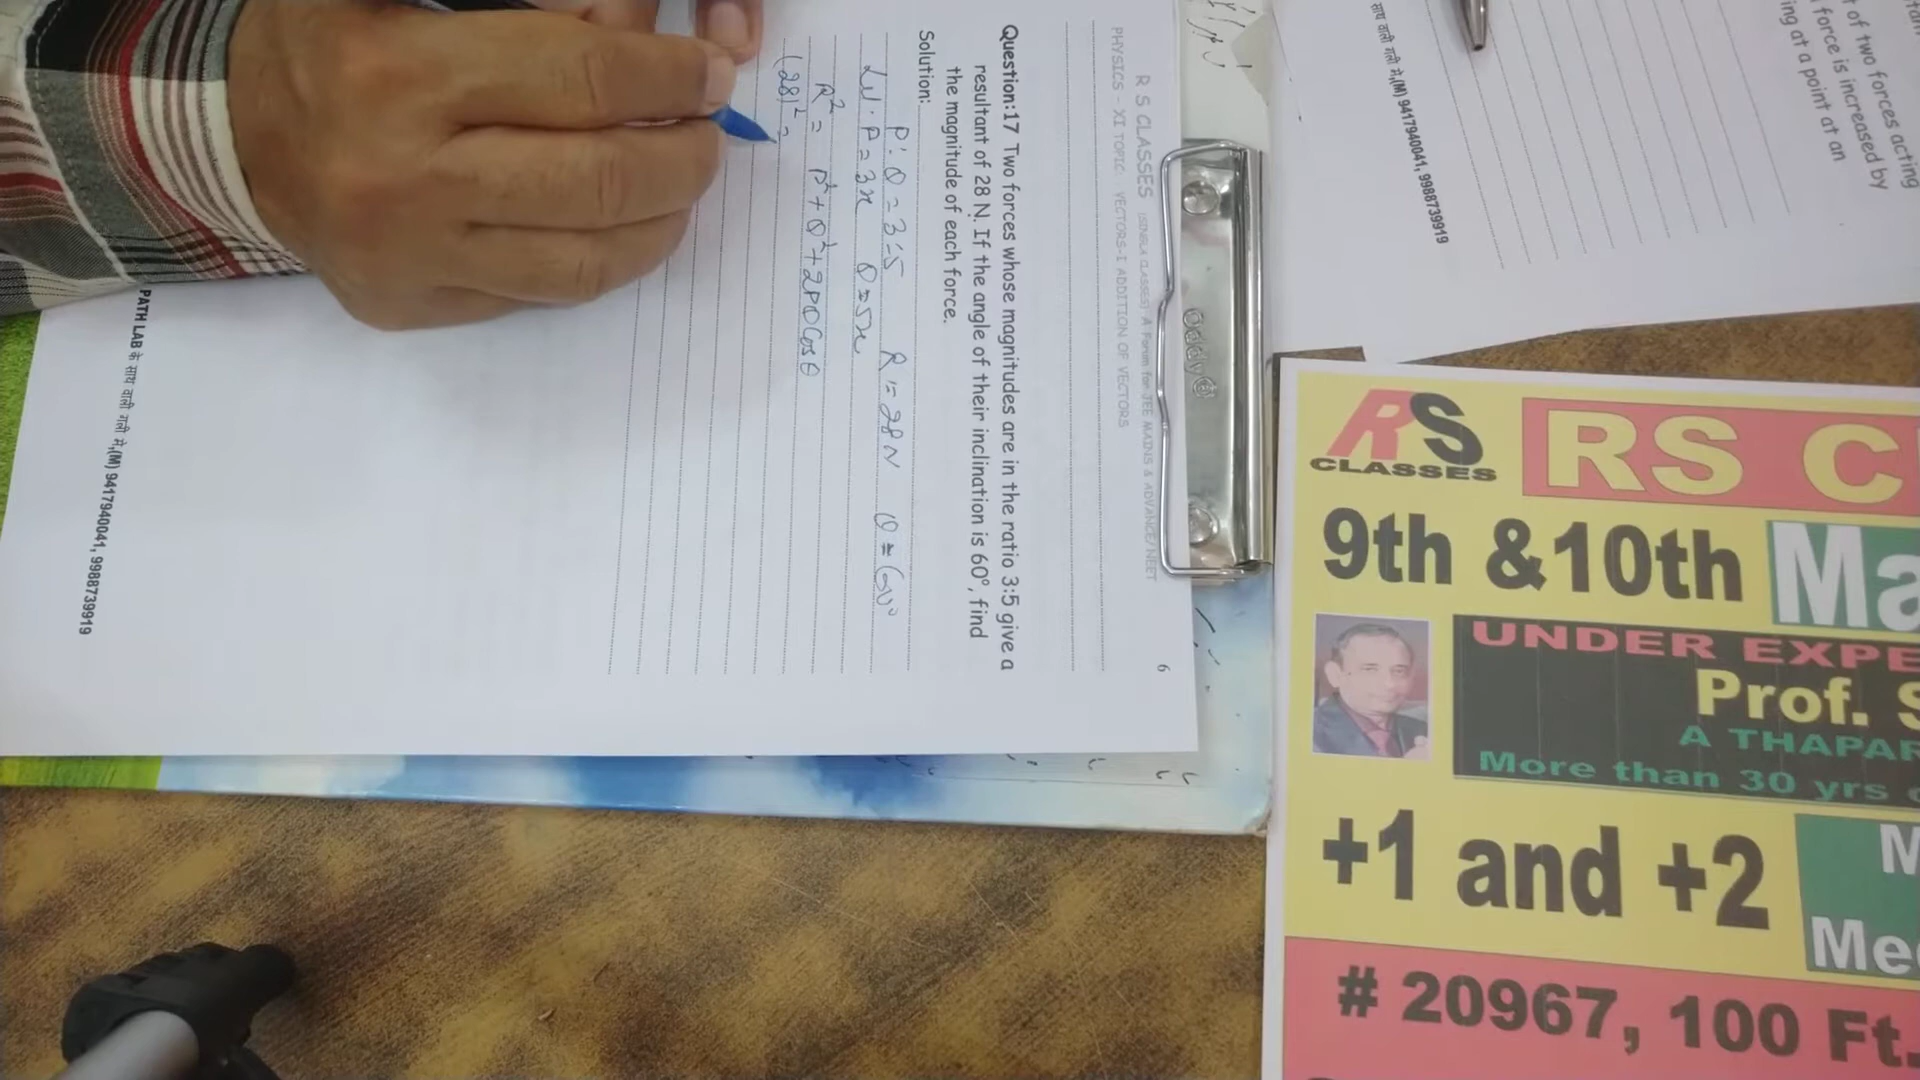 6
R S CLASSES (SINGLA CLASSES): A Forum for JEE MAINS & ADVANCE/NEET
PHYSICS - XI TOPIC VECTORS-I ADDITION OF VECTORS
Question:17 Two forces whose magnitudes are in the ratio 3:5 give a
resultant of 28 N. If the angle of their inclination is 60°, find
the magnitude of each force.
Solution:
P:Q = 3:5 R = 28N θ = 60°
Let P = 3x Q = 5x
R² = P² + Q² + 2PQ Cos θ
(28)² =
PATH LAB के साथ वाली गली में,(M) 9417940041, 9988739919
of two forces acting
force is increased by
ing at a point at an
साथ वाली गली में,(M) 9417940041, 9988739919
Oddy
RS
CLASSES
RS C
9th &10th Ma
UNDER EXPE
Prof. S
A THAPAR
More than 30 yrs
+1 and +2 M
Me
# 20967, 100 Ft.